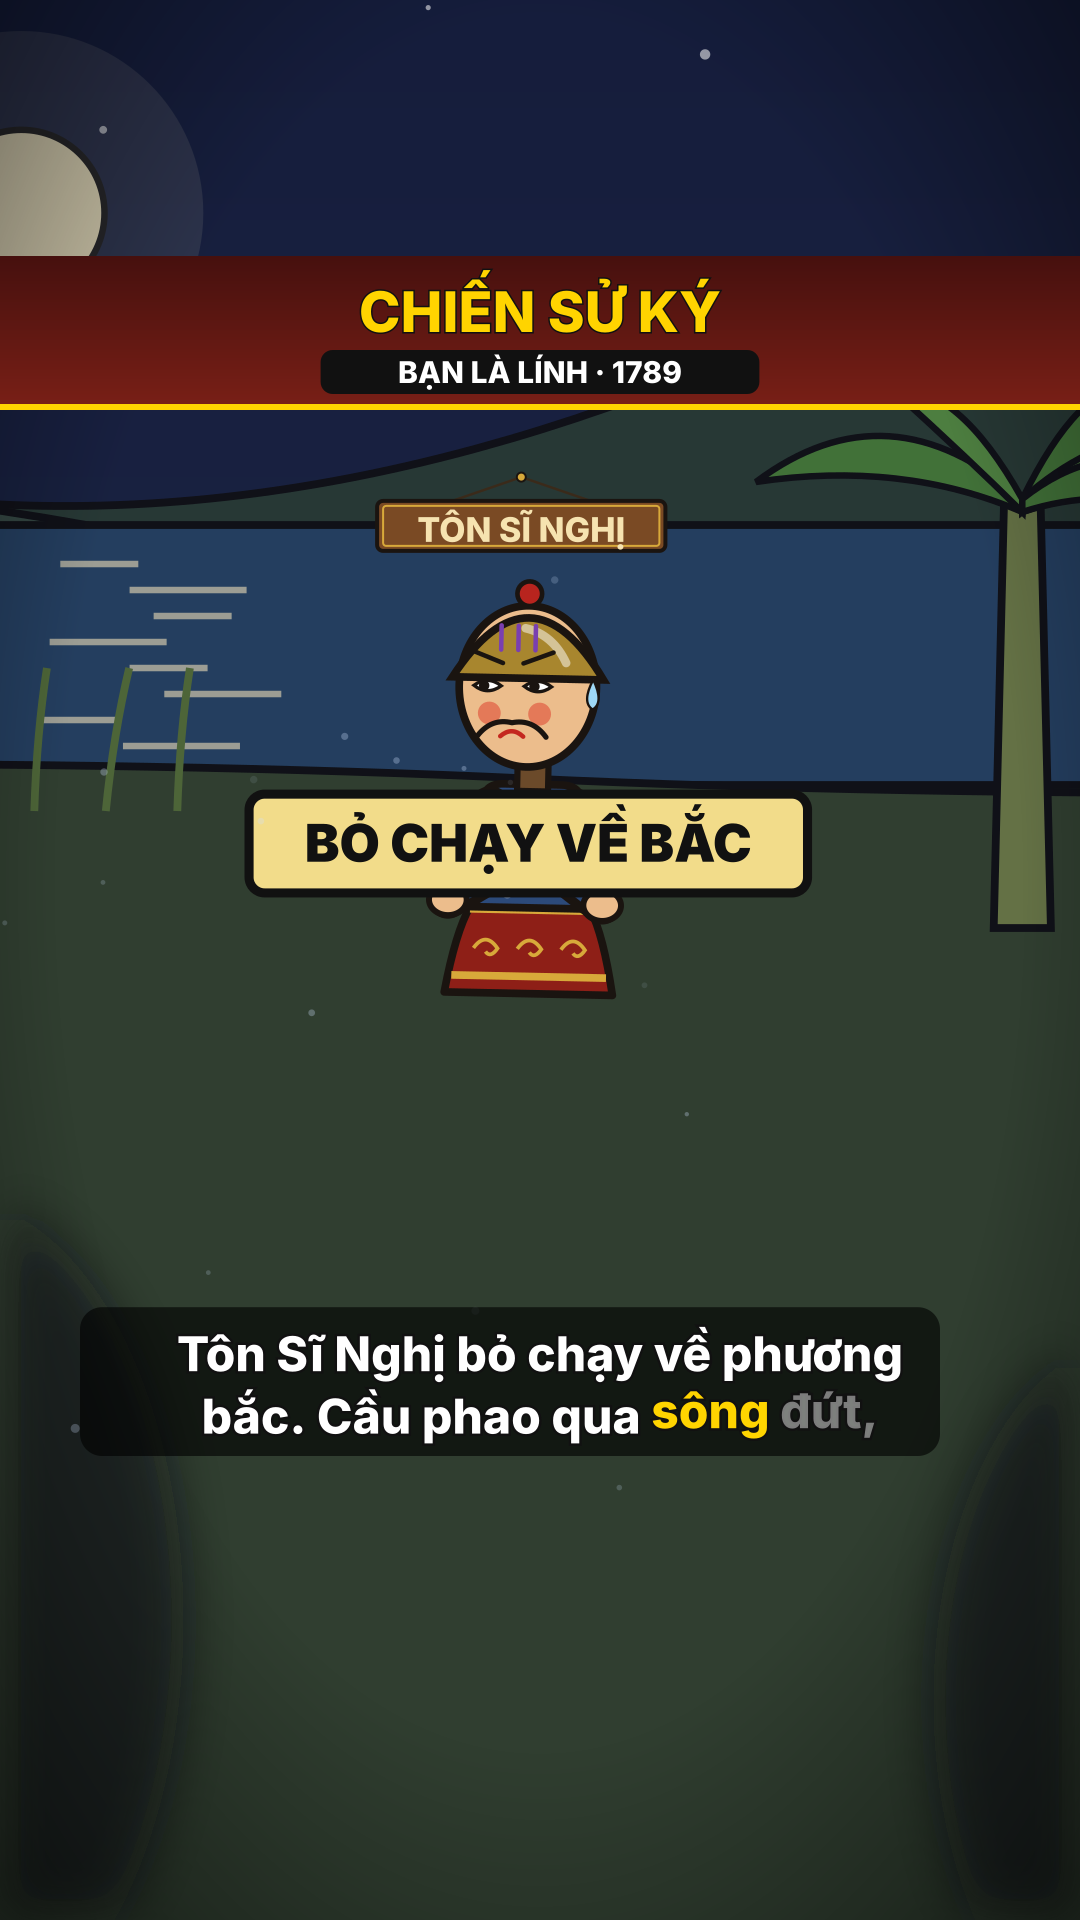 CHIẾN SỬ KÝ
BẠN LÀ LÍNH · 1789
TÔN SĨ NGHỊ
BỎ CHẠY VỀ BẮC
Tôn Sĩ Nghị bỏ chạy về phương
bắc. Cầu phao qua sông đứt,